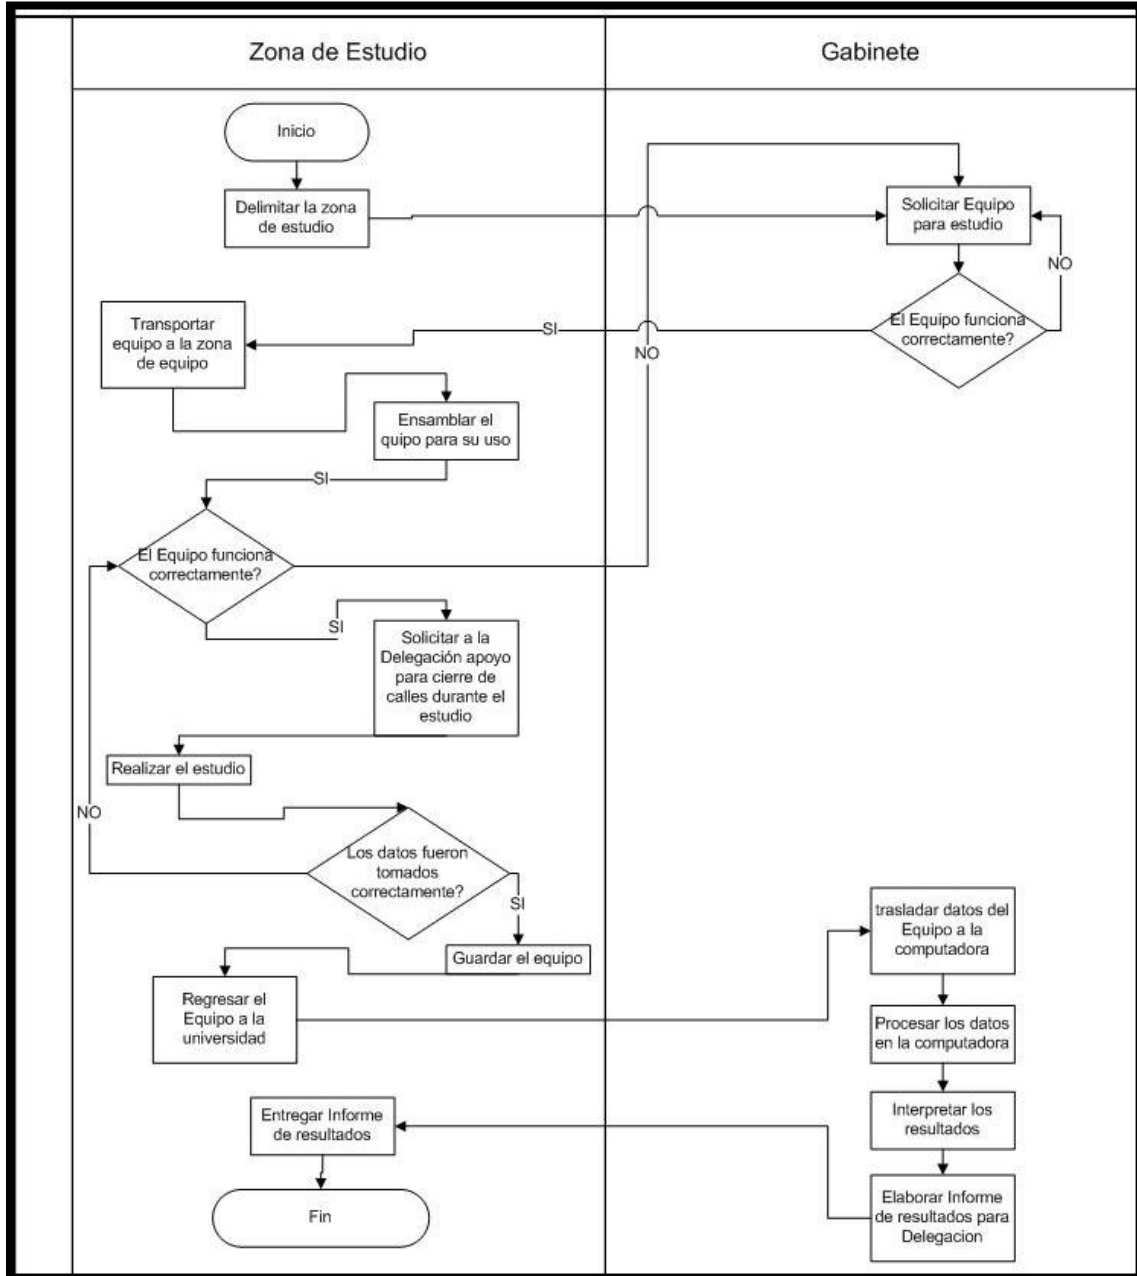 Zona de Estudio
Gabinete
Inicio
Delimitar la zona
de estudio
Solicitar Equipo
para estudio
NO
El Equipo funciona
correctamente?
SI
Transportar
equipo a la zona
de equipo
NO
Ensamblar el
quipo para su uso
SI
El Equipo funciona
correctamente?
SI
Solicitar a la
Delegación apoyo
para cierre de
calles durante el
estudio
Realizar el estudio
NO
Los datos fueron
tomados
correctamente?
SI
Guardar el equipo
Regresar el
Equipo a la
universidad
trasladar datos del
Equipo a la
computadora
Procesar los datos
en la computadora
Interpretar los
resultados
Elaborar Informe
de resultados para
Delegacion
Entregar Informe
de resultados
Fin